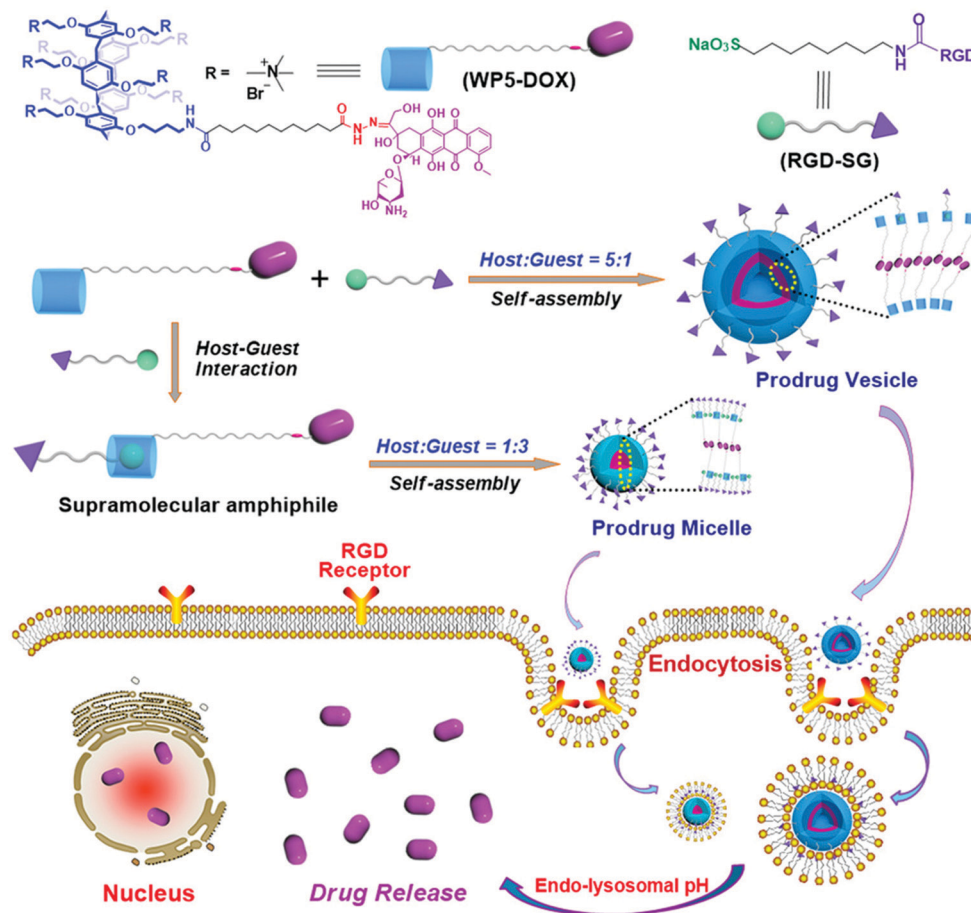 R
O
O
R
R
O
O
R
R
O
O
R
R
O
O
R
R
O
O
H
N
O
R = N +
Br -
(WP5-DOX)
O
H
N
N
HO
OH
O
OH
O
O
OH
O
O
O
HO
NH2
NaO3S
O
N
H
RGD
(RGD-SG)
+
Host:Guest = 5:1
Self-assembly
Prodrug Vesicle
Host-Guest
Interaction
Host:Guest = 1:3
Self-assembly
Supramolecular amphiphile
Prodrug Micelle
RGD
Receptor
Endocytosis
Nucleus
Drug Release
Endo-lysosomal pH